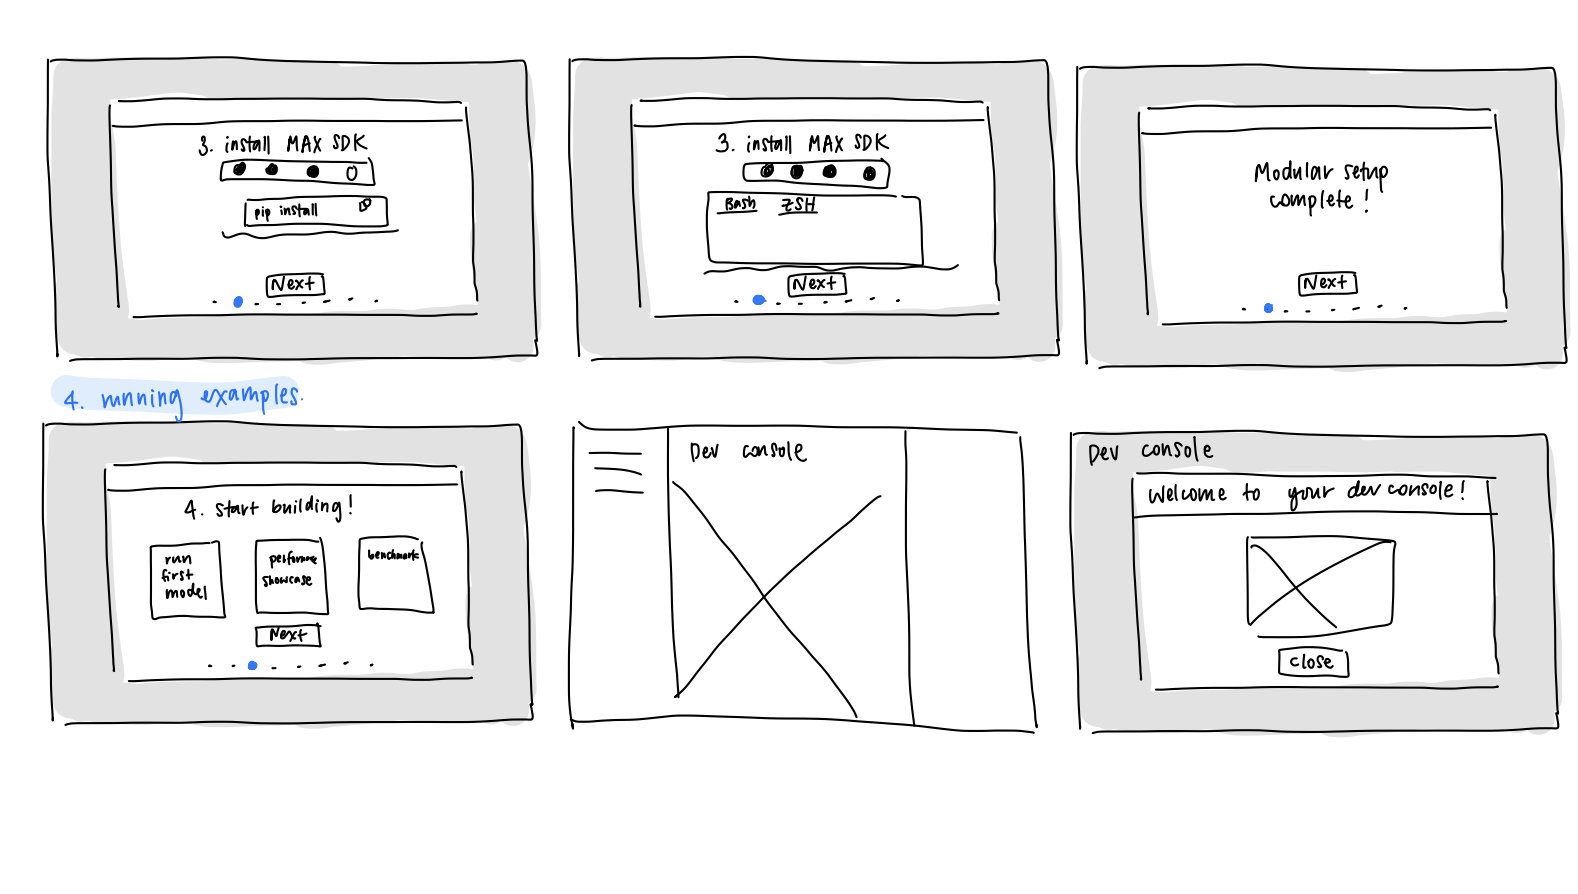 3. install MAX SDK
pip install
Next
3. install MAX SDK
Bash ZSH
Next
Modular setup
complete!
Next
4. running examples.
4. start building!
run
first
model
performance
showcase
benchmark
Next
Dev console
Dev console
Welcome to your dev console!
close